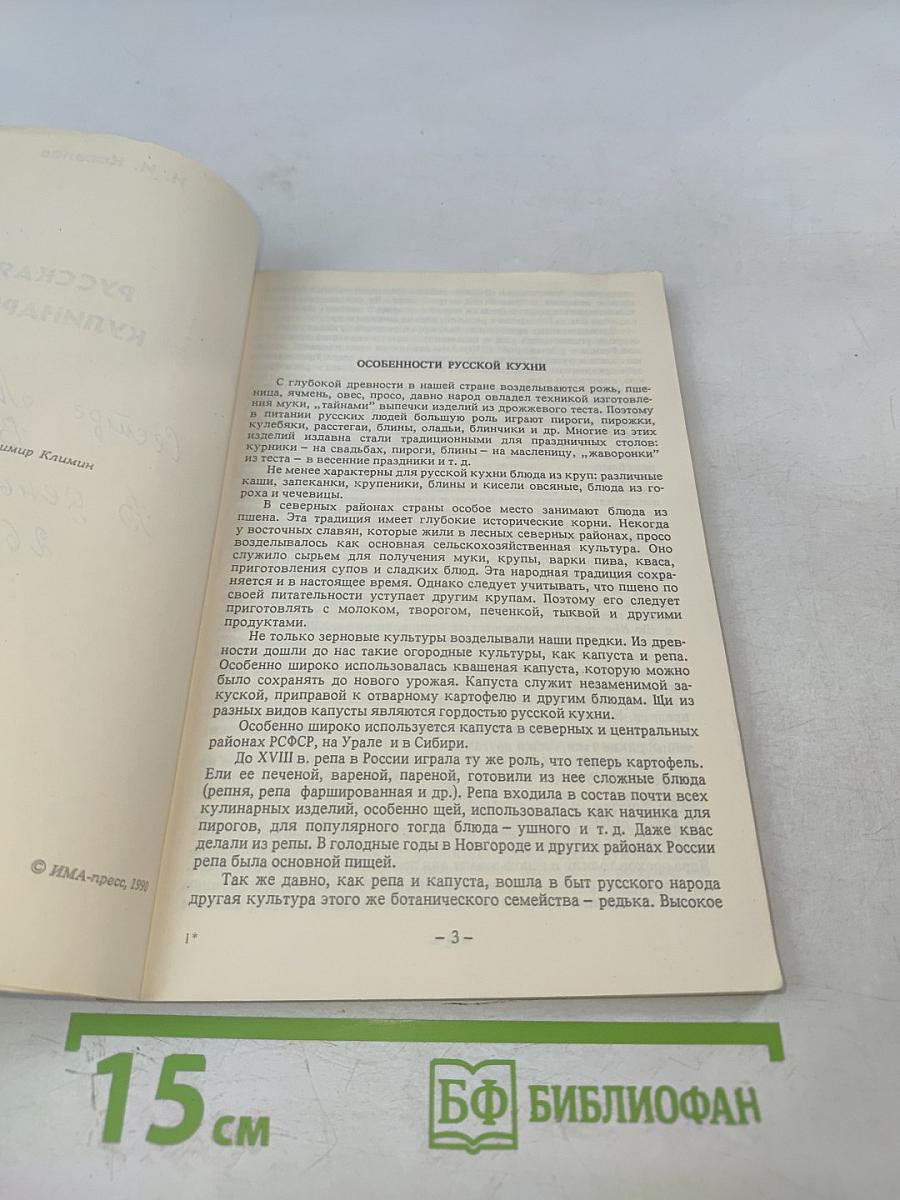 имир Климин
© ИМА-пресс, 1990
ОСОБЕННОСТИ РУССКОЙ КУХНИ
С глубокой древности в нашей стране возделываются рожь, пше-
ница, ячмень, овес, просо, давно народ овладел техникой изготовле-
ния муки, „тайнами" выпечки изделий из дрожжевого теста. Поэтому
в питании русских людей большую роль играют пироги, пирожки,
кулебяки, расстегаи, блины, оладьи, блинчики и др. Многие из этих
изделий издавна стали традиционными для праздничных столов:
курники – на свадьбах, пироги, блины – на масленицу, „жаворонки"
из теста – в весенние праздники и т. д.
Не менее характерны для русской кухни блюда из круп: различные
каши, запеканки, крупеники, блины и кисели овсяные, блюда из го-
роха и чечевицы.
В северных районах страны особое место занимают блюда из
пшена. Эта традиция имеет глубокие исторические корни. Некогда
у восточных славян, которые жили в лесных северных районах, просо
возделывалось как основная сельскохозяйственная культура. Оно
служило сырьем для получения муки, крупы, варки пива, кваса,
приготовления супов и сладких блюд. Эта народная традиция сохра-
няется и в настоящее время. Однако следует учитывать, что пшено по
своей питательности уступает другим крупам. Поэтому его следует
приготовлять с молоком, творогом, печенкой, тыквой и другими
продуктами.
Не только зерновые культуры возделывали наши предки. Из древ-
ности дошли до нас такие огородные культуры, как капуста и репа.
Особенно широко использовалась квашеная капуста, которую можно
было сохранять до нового урожая. Капуста служит незаменимой за-
куской, приправой к отварному картофелю и другим блюдам. Щи из
разных видов капусты являются гордостью русской кухни.
Особенно широко используется капуста в северных и центральных
районах РСФСР, на Урале и в Сибири.
До XVIII в. репа в России играла ту же роль, что теперь картофель.
Ели ее печеной, вареной, пареной, готовили из нее сложные блюда
(репня, репа фаршированная и др.). Репа входила в состав почти всех
кулинарных изделий, особенно щей, использовалась как начинка для
пирогов, для популярного тогда блюда – ушного и т. д. Даже квас
делали из репы. В голодные годы в Новгороде и других районах России
репа была основной пищей.
Так же давно, как репа и капуста, вошла в быт русского народа
другая культура этого же ботанического семейства – редька. Высокое
1*
– 3 –
15 см
БФ БИБЛИОФАН